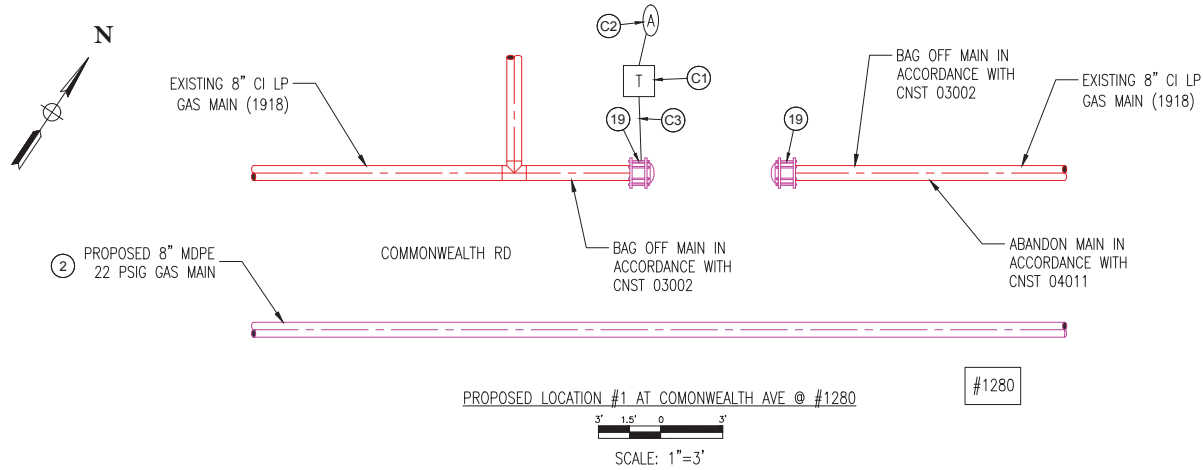 N
C2
A
T
C1
C3
19
19
EXISTING 8" CI LP
GAS MAIN (1918)
BAG OFF MAIN IN
ACCORDANCE WITH
CNST 03002
EXISTING 8" CI LP
GAS MAIN (1918)
2
PROPOSED 8" MDPE
22 PSIG GAS MAIN
COMMONWEALTH RD
BAG OFF MAIN IN
ACCORDANCE WITH
CNST 03002
ABANDON MAIN IN
ACCORDANCE WITH
CNST 04011
#1280
PROPOSED LOCATION #1 AT COMONWEALTH AVE @ #1280
3' 1.5' 0 3'
SCALE: 1"=3'